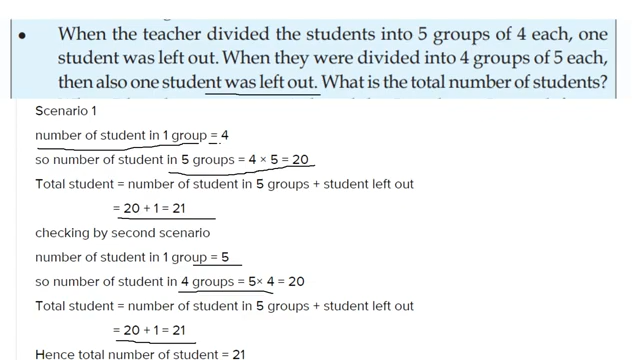 • When the teacher divided the students into 5 groups of 4 each, one
student was left out. When they were divided into 4 groups of 5 each,
then also one student was left out. What is the total number of students?
Scenario 1
number of student in 1 group = 4
so number of student in 5 groups = 4 × 5 = 20
Total student = number of student in 5 groups + student left out
= 20 + 1 = 21
checking by second scenario
number of student in 1 group = 5
so number of student in 4 groups = 5× 4 = 20
Total student = number of student in 5 groups + student left out
= 20 + 1 = 21
Hence total number of student = 21